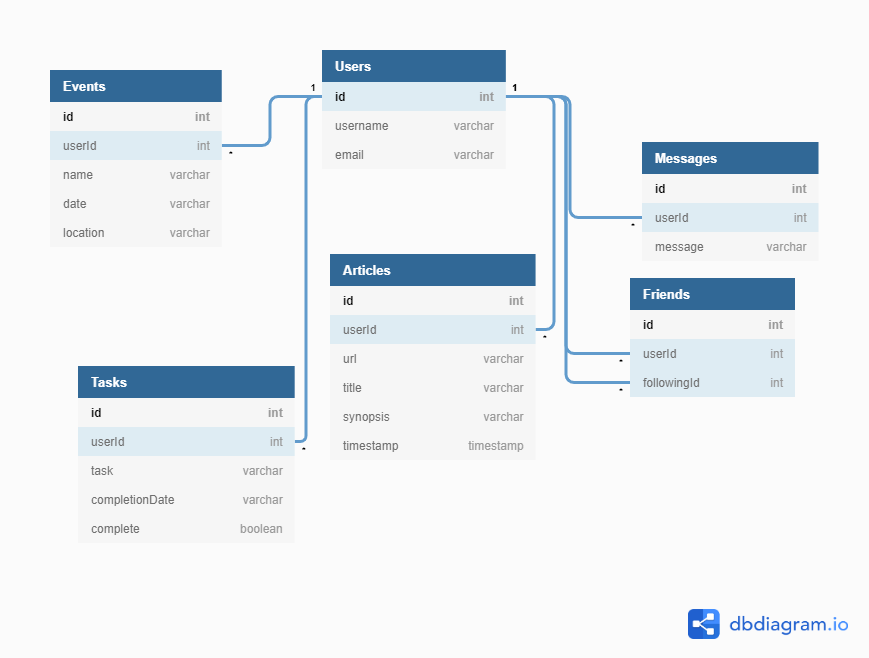 Users
1
id int
1
username varchar
email varchar
Events
id int
userId int
*
name varchar
date varchar
location varchar
Messages
id int
userId int
*
message varchar
Articles
id int
userId int
*
url varchar
title varchar
synopsis varchar
timestamp timestamp
Friends
id int
userId int
*
followingId int
*
Tasks
id int
userId int
*
task varchar
completionDate varchar
complete boolean
dbdiagram.io